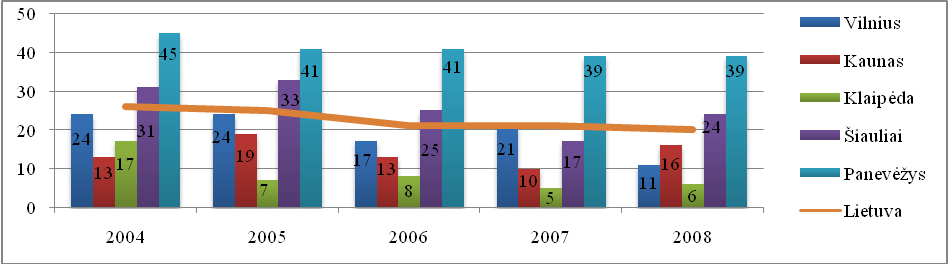 50
40
30
20
10
0
24 13 17 31 45
24 19 7 33 41
17 13 8 25 41
21 10 5 17 39
11 16 6 24 39
2004 2005 2006 2007 2008
Vilnius
Kaunas
Klaipėda
Šiauliai
Panevėžys
Lietuva